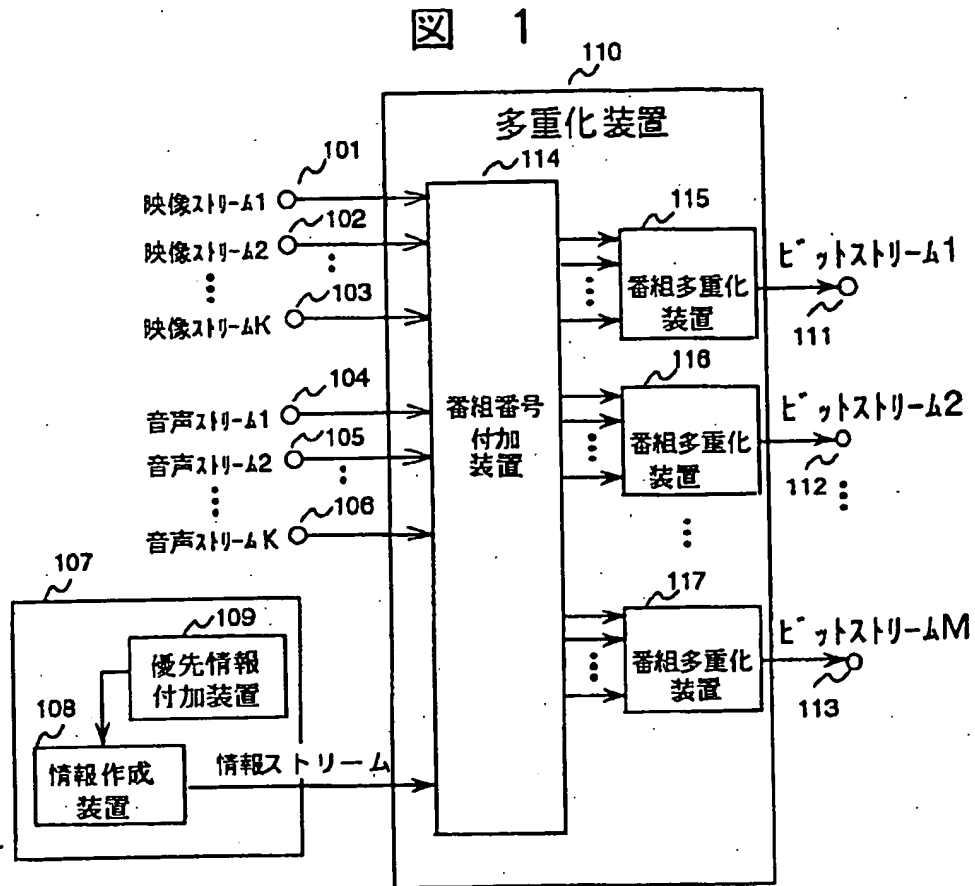 図 1
110
多重化装置
101
映像ストリーム1
102
映像ストリーム2
103
映像ストリームK
104
音声ストリーム1
105
音声ストリーム2
106
音声ストリームK
114
番組番号
付加
装置
115
番組多重化
装置
ビットストリーム1
111
116
番組多重化
装置
ビットストリーム2
112
117
番組多重化
装置
ビットストリームM
113
107
109
優先情報
付加装置
108
情報作成
装置
情報ストリーム